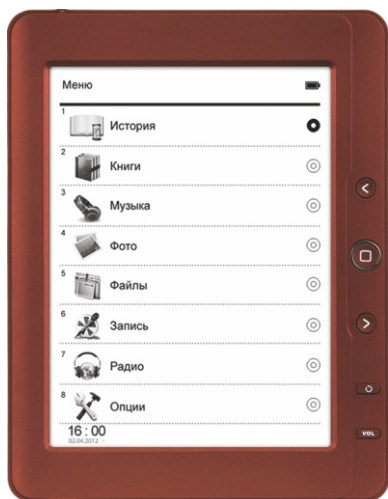 Меню
1 История
2 Книги
3 Музыка
4 Фото
5 Файлы
6 Запись
7 Радио
8 Опции
16 : 00
02.04.2012
VOL